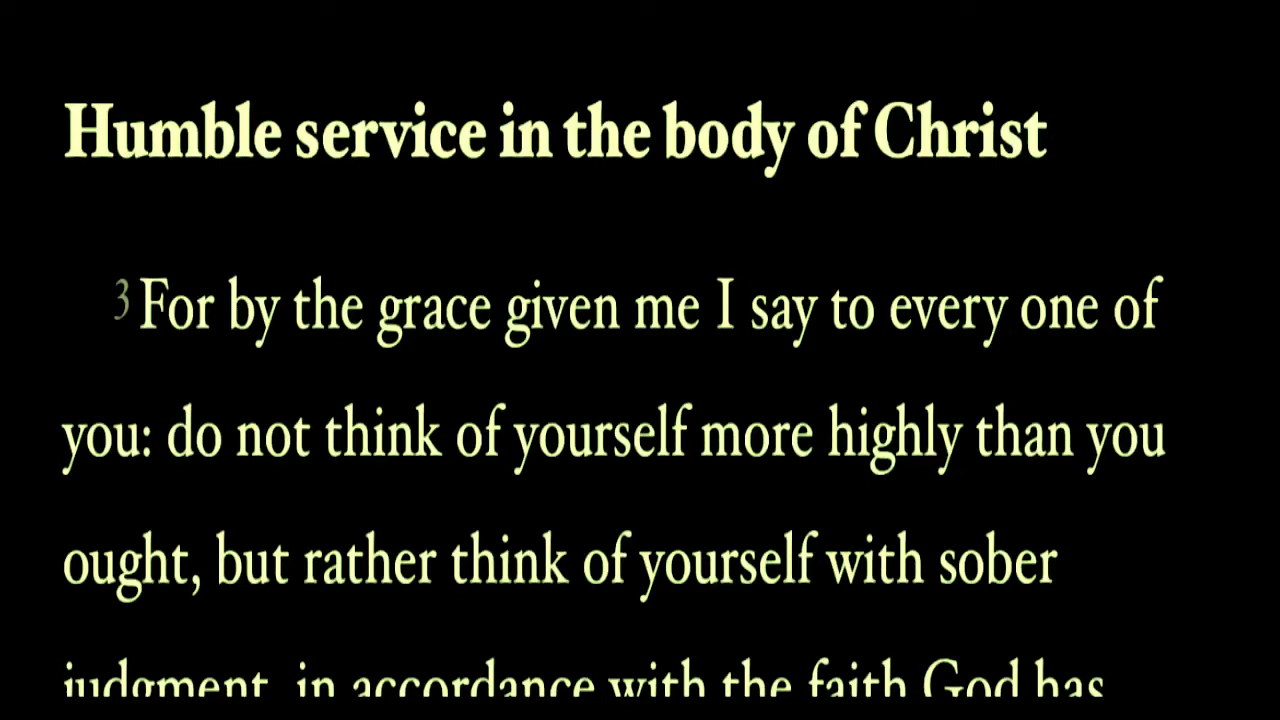 Humble service in the body of Christ
3 For by the grace given me I say to every one of
you: do not think of yourself more highly than you
ought, but rather think of yourself with sober
judgment, in accordance with the faith God has